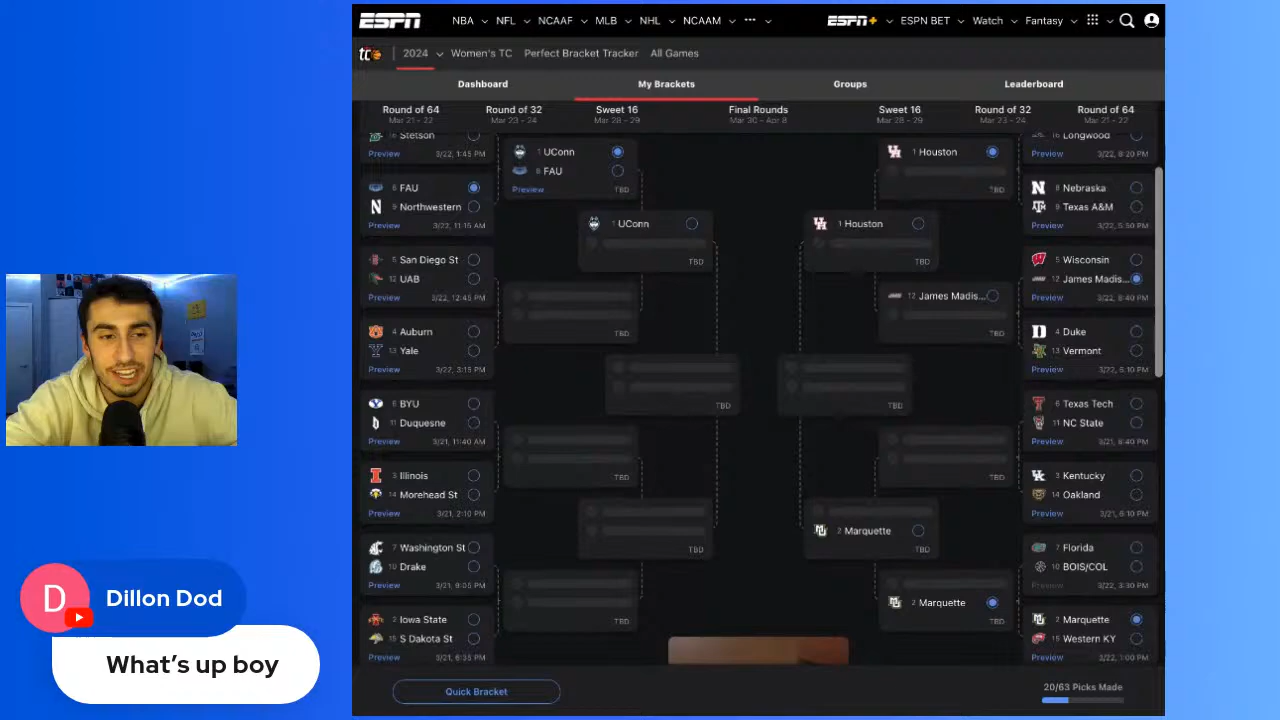 ESPN NBA NFL NCAAF MLB NHL NCAAM ESPN+ ESPN BET Watch Fantasy
tc 2024 Women's TC Perfect Bracket Tracker All Games
Dashboard My Brackets Groups Leaderboard
Round of 64 Round of 32 Sweet 16 Final Rounds Sweet 16 Round of 32 Round of 64
Mar 21 - 22 Mar 23 - 24 Mar 28 - 29 Mar 30 - Apr 8 Mar 28 - 29 Mar 23 - 24 Mar 21 - 22
16 Stetson
Preview 3/22, 1:45 PM
8 FAU
9 Northwestern
Preview 3/22, 11:15 AM
5 San Diego St
12 UAB
Preview 3/22, 12:45 PM
4 Auburn
13 Yale
Preview 3/22, 3:15 PM
6 BYU
11 Duquesne
Preview 3/21, 11:40 AM
3 Illinois
14 Morehead St
Preview 3/21, 2:10 PM
7 Washington St
10 Drake
Preview 3/21, 9:05 PM
2 Iowa State
15 S Dakota St
Preview 3/21, 6:35 PM
1 UConn
8 FAU
Preview TBD
TBD
TBD
TBD
1 UConn
TBD
TBD
TBD
1 Houston
TBD
2 Marquette
TBD
TBD
1 Houston
TBD
12 James Madis...
TBD
TBD
2 Marquette
TBD
16 Longwood
Preview 3/22, 8:20 PM
8 Nebraska
9 Texas A&M
Preview 3/22, 5:50 PM
5 Wisconsin
12 James Madis...
Preview 3/22, 8:40 PM
4 Duke
13 Vermont
Preview 3/22, 6:10 PM
6 Texas Tech
11 NC State
Preview 3/21, 8:40 PM
3 Kentucky
14 Oakland
Preview 3/21, 6:10 PM
7 Florida
10 BOIS/COL
Preview 3/22, 3:30 PM
2 Marquette
15 Western KY
Preview 3/22, 1:00 PM
Quick Bracket
20/63 Picks Made
D Dillon Dod
What's up boy